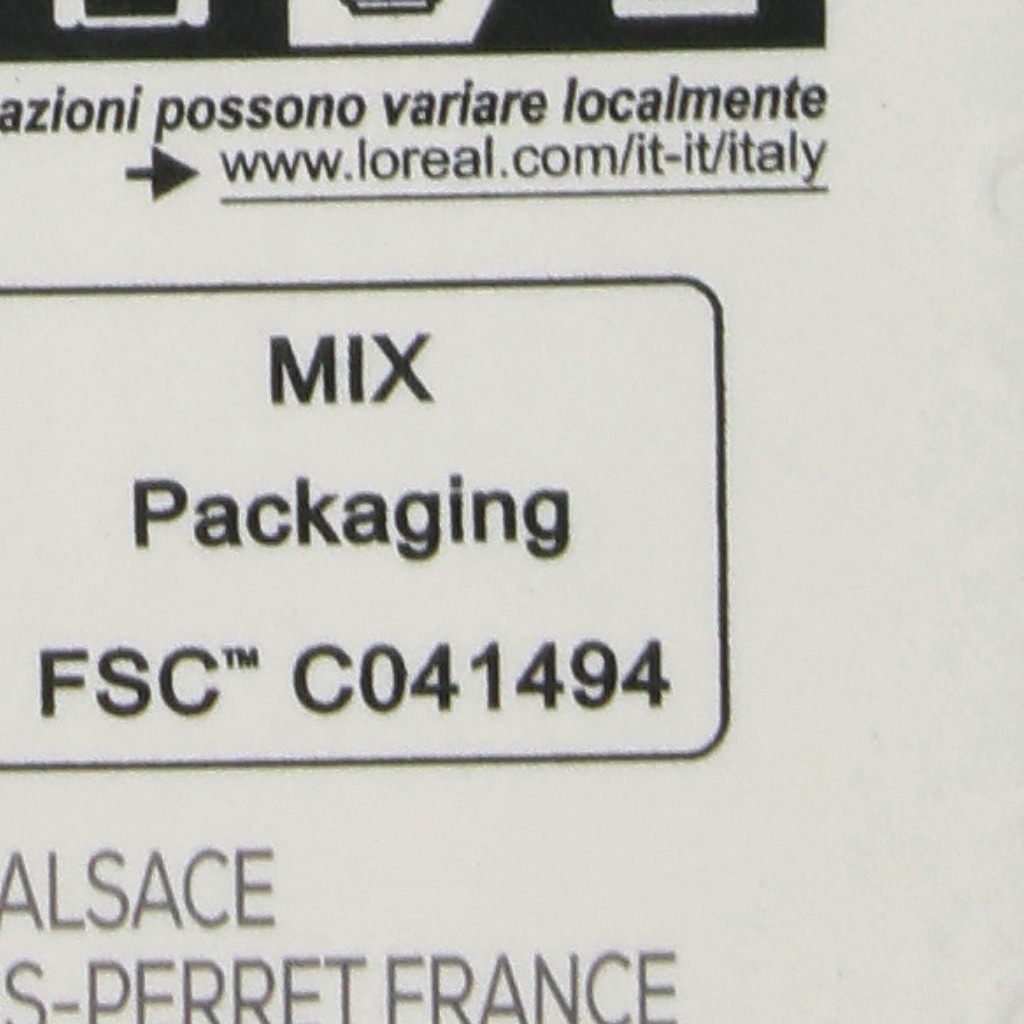 azioni possono variare localmente
www.loreal.com/it-it/italy
MIX
Packaging
FSC™ C041494
ALSACE
S-PERRET FRANCE